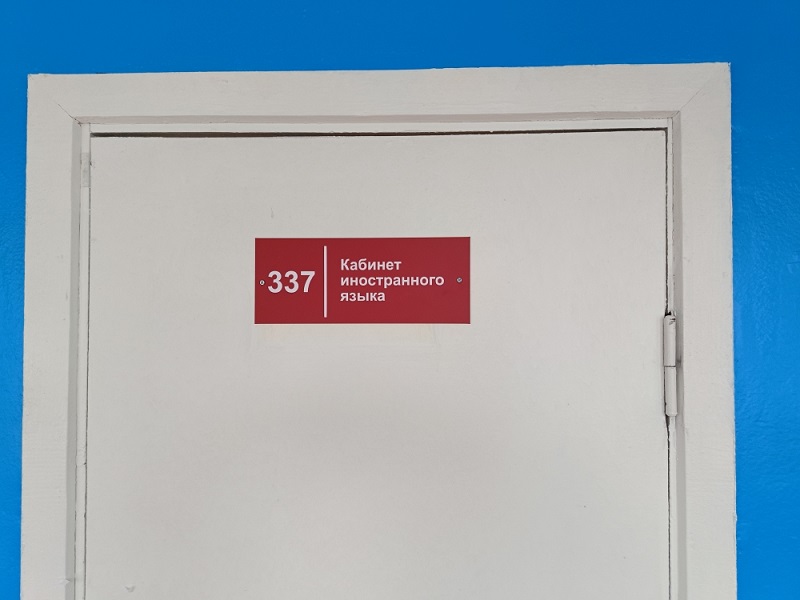 337
Кабинет
иностранного
языка